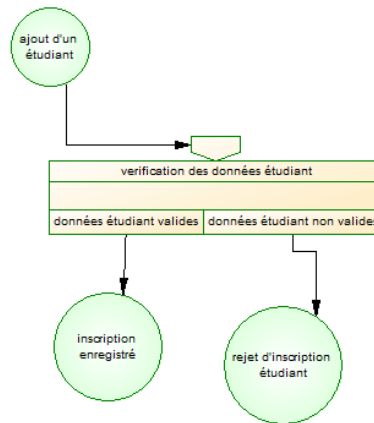 ajout d'un
étudiant
verification des données étudiant
données étudiant valides
données étudiant non valides
inscription
enregistré
rejet d'inscription
étudiant